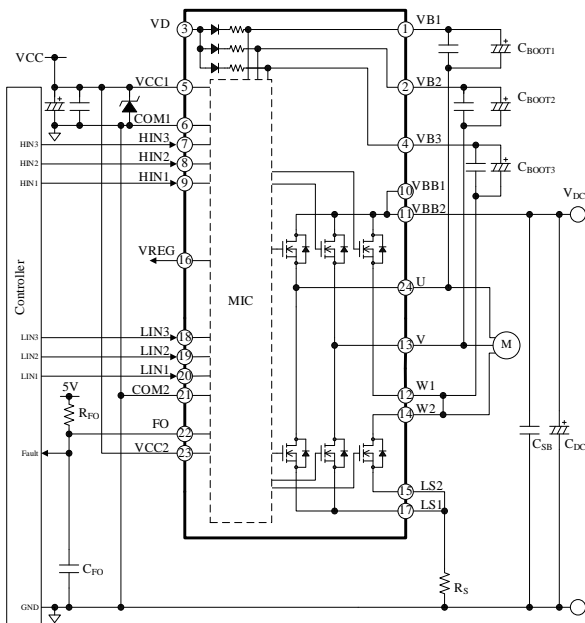 VD 3
1 VB1
VCC
CBOOT1
VCC1 5
2 VB2
CBOOT2
COM1 6
HIN3 HIN3 7
4 VB3
HIN2 HIN2 8
CBOOT3
HIN1 HIN1 9
10 VBB1
VDC
11 VBB2
VREG 16
Controller
MIC
24 U
LIN3 LIN3 18
13 V
M
LIN2 LIN2 19
LIN1 LIN1 20
5V
COM2 21
12 W1
RFO
14 W2
FO 22
Fault
VCC2 23
CSB CDC
15 LS2
17 LS1
CFO
RS
GND